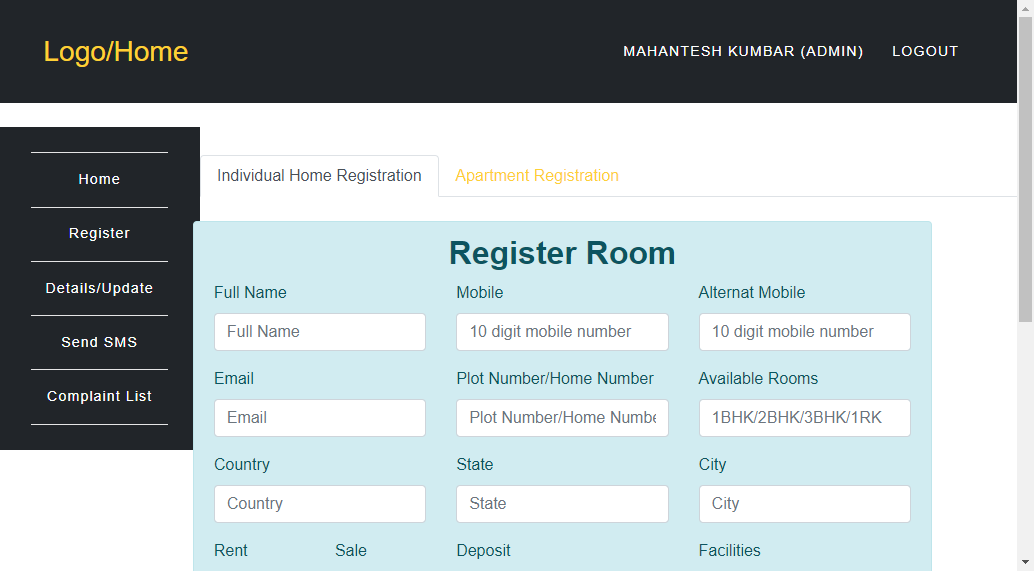 Logo/Home MAHANTESH KUMBAR (ADMIN) LOGOUT
Home
Register
Details/Update
Send SMS
Complaint List
Individual Home Registration Apartment Registration
Register Room
Full Name Mobile Alternat Mobile
Full Name 10 digit mobile number 10 digit mobile number
Email Plot Number/Home Number Available Rooms
Email Plot Number/Home Numbe 1BHK/2BHK/3BHK/1RK
Country State City
Country State City
Rent Sale Deposit Facilities